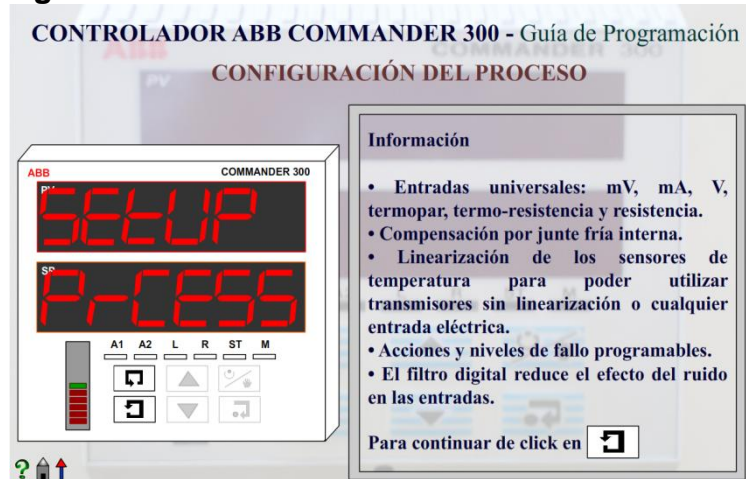 CONTROLADOR ABB COMMANDER 300 - Guía de Programación
CONFIGURACIÓN DEL PROCESO
ABB
COMMANDER 300
PV
SEtUP
SP
PrCESS
A1 A2 L R ST M
Información
• Entradas universales: mV, mA, V,
termopar, termo-resistencia y resistencia.
• Compensación por junte fría interna.
• Linearización de los sensores de
temperatura para poder utilizar
transmisores sin linearización o cualquier
entrada eléctrica.
• Acciones y niveles de fallo programables.
• El filtro digital reduce el efecto del ruido
en las entradas.
Para continuar de click en
?